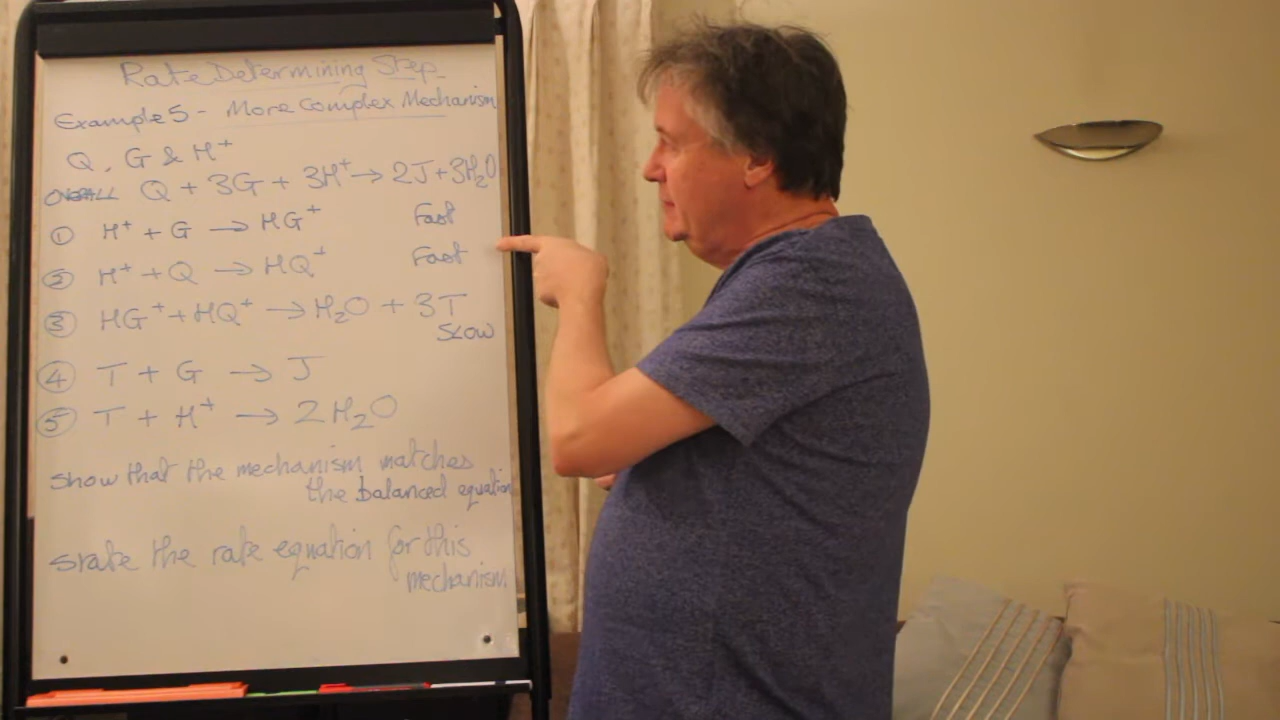 Rate Determining Step
Example 5 - More Complex Mechanism
Q, G & H⁺
OVERALL Q + 3G + 3H⁺ → 2J + 3H₂O
① H⁺ + G → HG⁺ Fast
② H⁺ + Q → HQ⁺ Fast
③ HG⁺ + HQ⁺ → H₂O + 3T
SLOW
④ T + G → J
⑤ T + H⁺ → 2H₂O
Show that the mechanism matches
the balanced equation
State the rate equation for this
mechanism